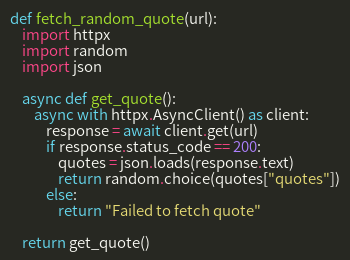 def fetch_random_quote(url):
    import httpx
    import random
    import json

    async def get_quote():
        async with httpx.AsyncClient() as client:
            response = await client.get(url)
            if response.status_code == 200:
                quotes = json.loads(response.text)
                return random.choice(quotes["quotes"])
            else:
                return "Failed to fetch quote"

    return get_quote()